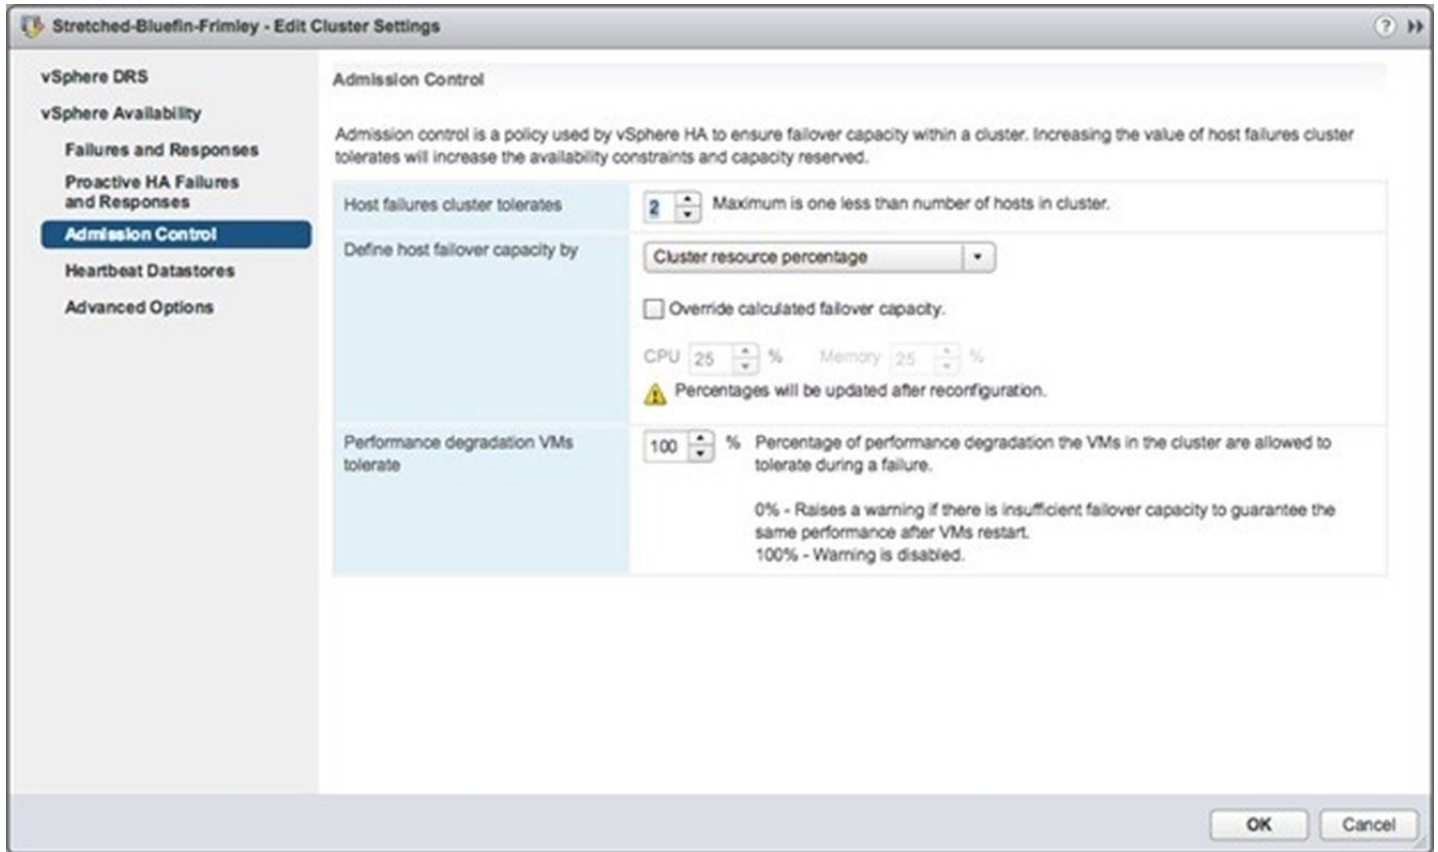 Stretched-Bluefin-Frimley - Edit Cluster Settings
?
vSphere DRS
vSphere Availability
Failures and Responses
Proactive HA Failures
and Responses
Admission Control
Heartbeat Datastores
Advanced Options
Admission Control
Admission control is a policy used by vSphere HA to ensure failover capacity within a cluster. Increasing the value of host failures cluster
tolerates will increase the availability constraints and capacity reserved.
Host failures cluster tolerates
2 Maximum is one less than number of hosts in cluster.
Define host failover capacity by
Cluster resource percentage
Override calculated failover capacity.
CPU 25 % Memory 25 %
Percentages will be updated after reconfiguration.
Performance degradation VMs
tolerate
100 % Percentage of performance degradation the VMs in the cluster are allowed to
tolerate during a failure.
0% - Raises a warning if there is insufficient failover capacity to guarantee the
same performance after VMs restart.
100% - Warning is disabled.
OK Cancel